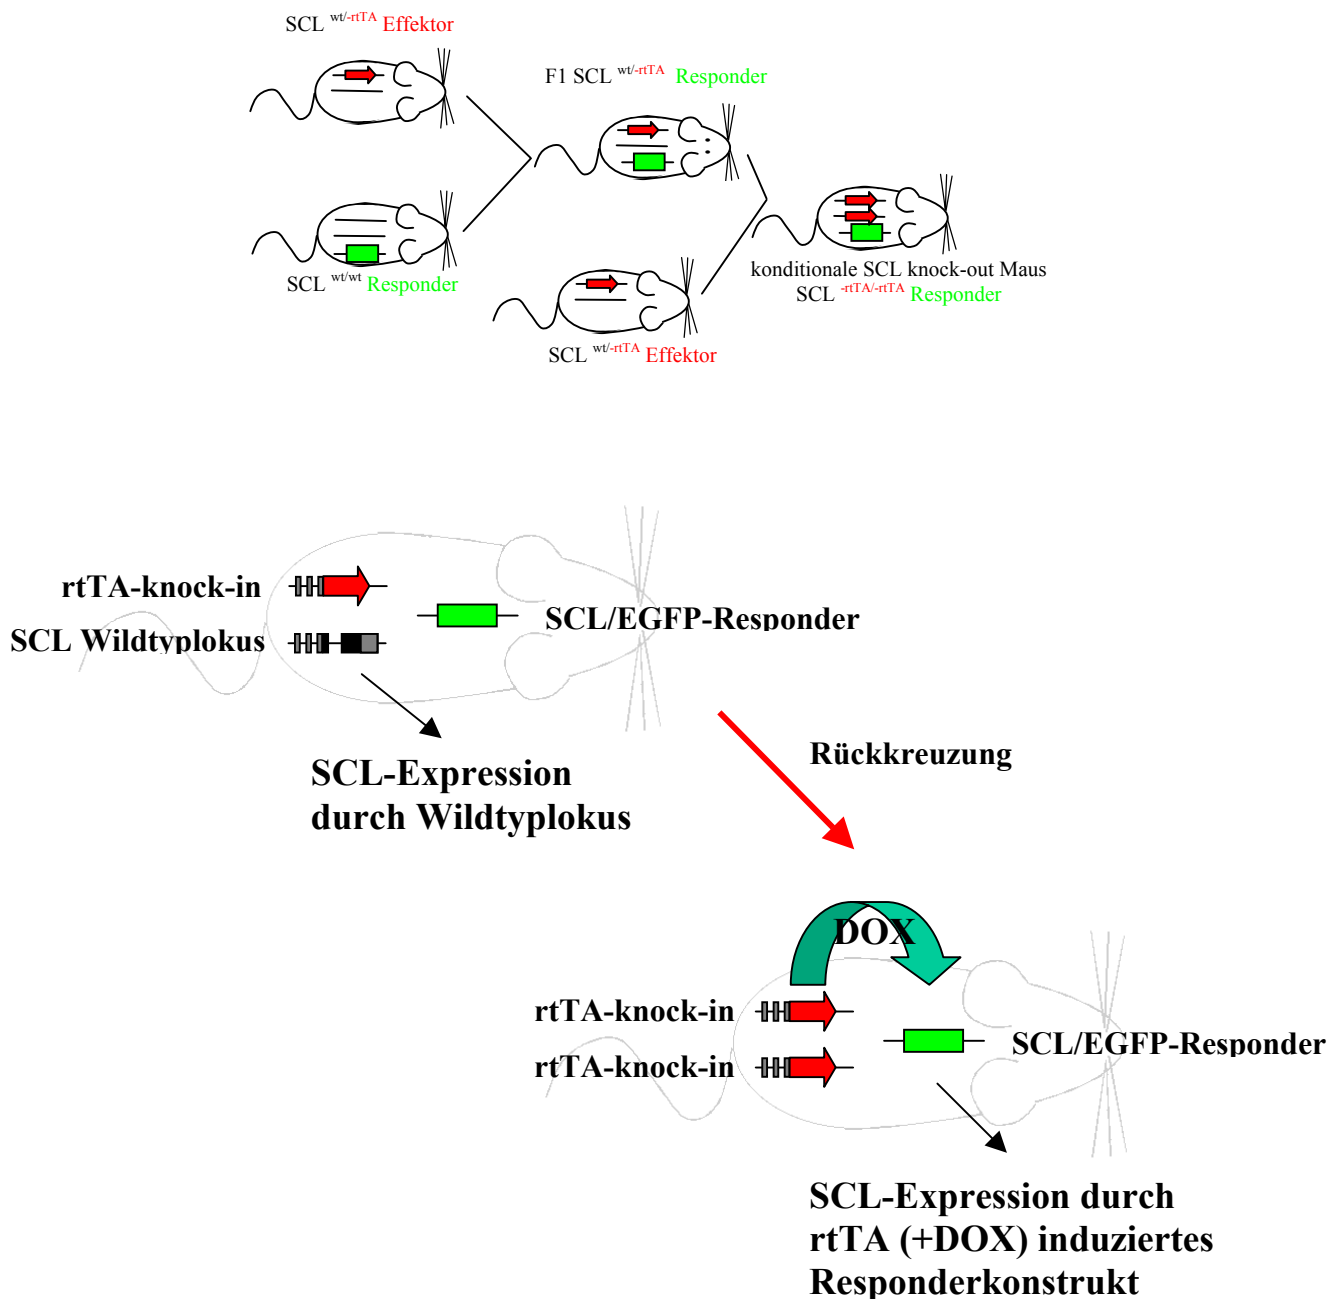 SCL wt/-rtTA Effektor
F1 SCL wt/-rtTA Responder
SCL wt/wt Responder
konditionale SCL knock-out Maus
SCL -rtTA/-rtTA Responder
SCL wt/-rtTA Effektor
rtTA-knock-in
SCL/EGFP-Responder
SCL Wildtyplokus
SCL-Expression
durch Wildtyplokus
Rückkreuzung
DOX
rtTA-knock-in
SCL/EGFP-Responder
rtTA-knock-in
SCL-Expression durch
rtTA (+DOX) induziertes
Responderkonstrukt